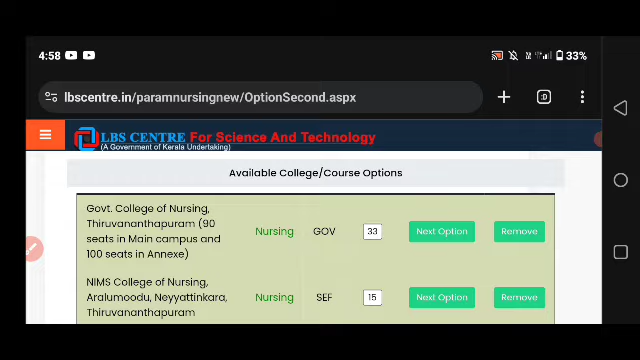 4:58 33%
lbscentre.in/paramnursingnew/OptionSecond.aspx :D
LBS CENTRE For Science And Technology
(A Government of Kerala Undertaking)
Available College/Course Options
Govt. College of Nursing,
Thiruvananthapuram (90
seats in Main campus and
100 seats in Annexe)
Nursing GOV 33 Next Option Remove
NIMS College of Nursing,
Aralumoodu, Neyyattinkara,
Thiruvananthapuram
Nursing SEF 15 Next Option Remove